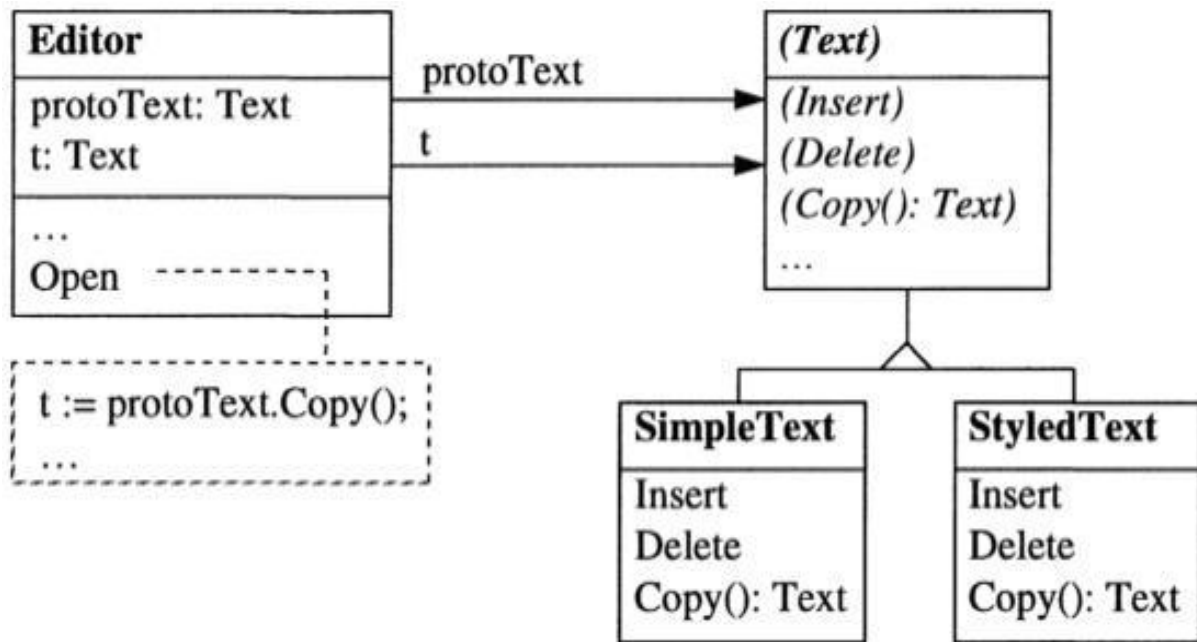 Editor
protoText: Text
t: Text
…
Open
t := protoText.Copy();
…
protoText
t
(Text)
(Insert)
(Delete)
(Copy(): Text)
…
SimpleText
Insert
Delete
Copy(): Text
StyledText
Insert
Delete
Copy(): Text